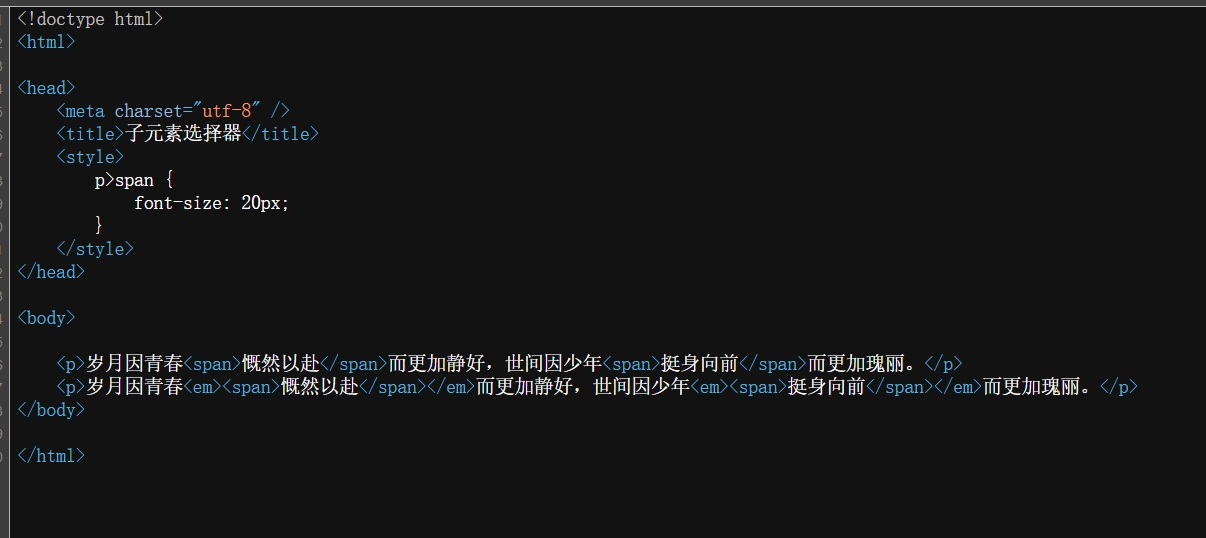 <!doctype html>
<html>
<head>
<meta charset="utf-8" />
<title>子元素选择器</title>
<style>
p>span {
font-size: 20px;
}
</style>
</head>
<body>
<p>岁月因青春<span>慨然以赴</span>而更加静好，世间因少年<span>挺身向前</span>而更加瑰丽。</p>
<p>岁月因青春<em><span>慨然以赴</span></em>而更加静好，世间因少年<em><span>挺身向前</span></em>而更加瑰丽。</p>
</body>
</html>